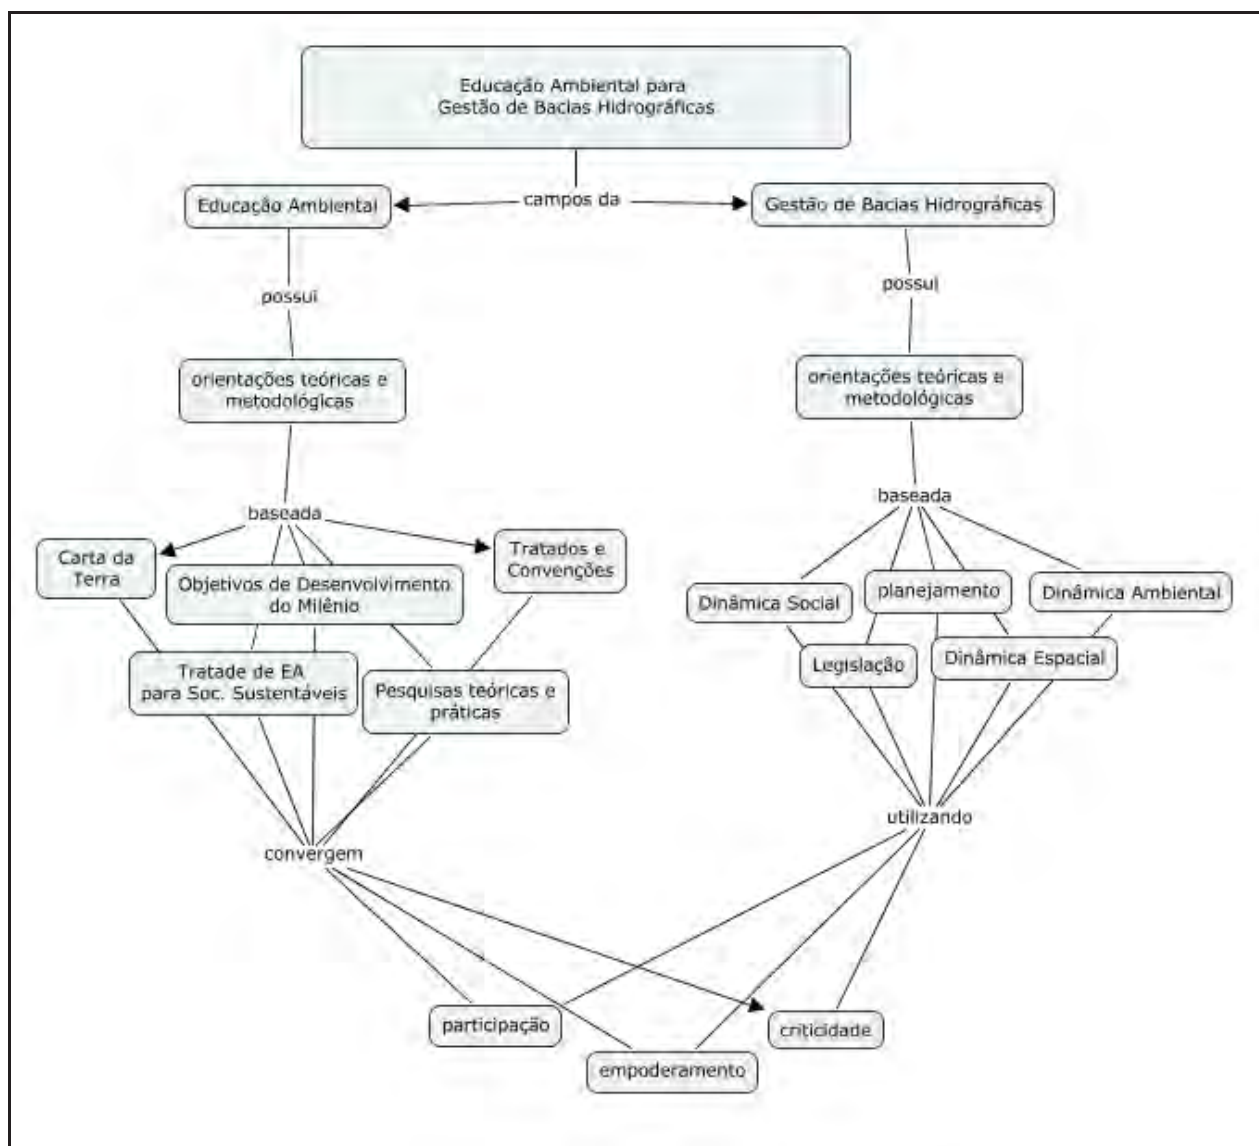 Educação Ambiental para
Gestão de Bacias Hidrográficas
campos da
Educação Ambiental
Gestão de Bacias Hidrográficas
possui
possui
orientações teóricas e
metodológicas
orientações teóricas e
metodológicas
baseada
baseada
Carta da
Terra
Objetivos de Desenvolvimento
do Milênio
Tratados e
Convenções
Tratade de EA
para Soc. Sustentáveis
Pesquisas teóricas e
práticas
Dinâmica Social
planejamento
Dinâmica Ambiental
Legislação
Dinâmica Espacial
convergem
utilizando
participação
empoderamento
criticidade